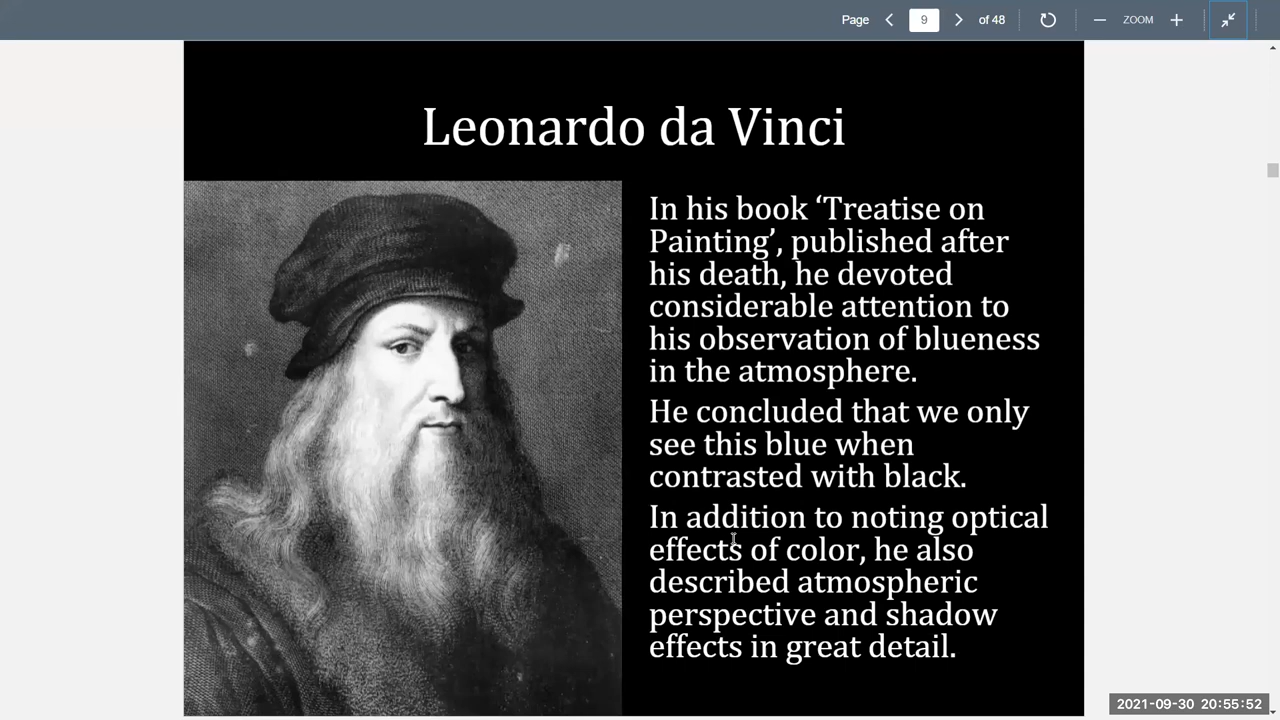 Page 9 of 48 ZOOM
Leonardo da Vinci
In his book ‘Treatise on
Painting’, published after
his death, he devoted
considerable attention to
his observation of blueness
in the atmosphere.
He concluded that we only
see this blue when
contrasted with black.
In addition to noting optical
effects of color, he also
described atmospheric
perspective and shadow
effects in great detail.
2021-09-30 20:55:52